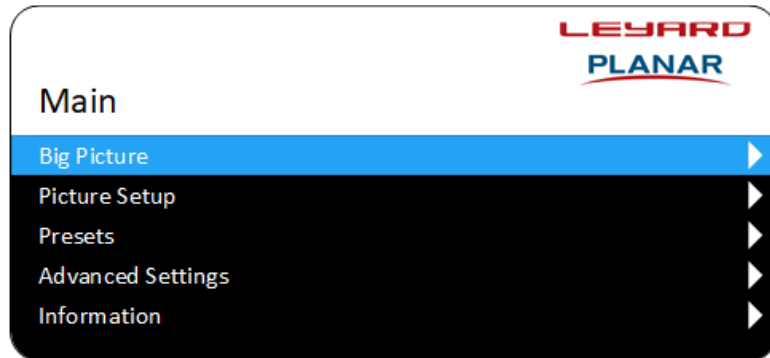 LEYARD
PLANAR
Main
Big Picture
Picture Setup
Presets
Advanced Settings
Information